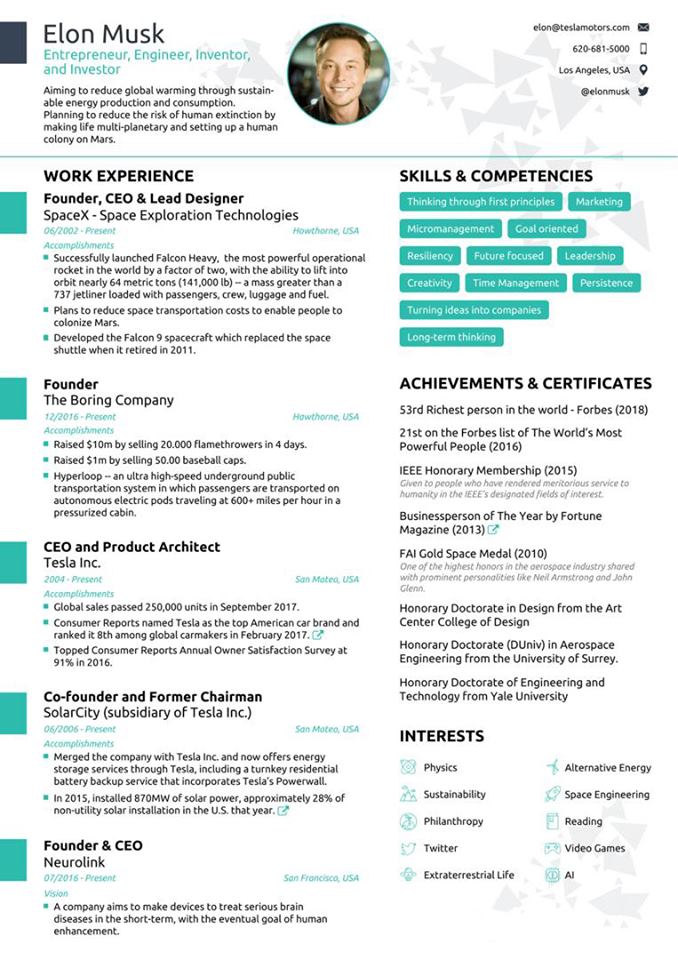 Elon Musk
Entrepreneur, Engineer, Inventor,
and Investor
Aiming to reduce global warming through sustain-
able energy production and consumption.
Planning to reduce the risk of human extinction by
making life multi-planetary and setting up a human
colony on Mars.
elon@teslamotors.com
620-681-5000
Los Angeles, USA
@elonmusk
WORK EXPERIENCE
Founder, CEO & Lead Designer
SpaceX - Space Exploration Technologies
06/2002 - Present Howthorne, USA
Accomplishments
Successfully launched Falcon Heavy, the most powerful operational
rocket in the world by a factor of two, with the ability to lift into
orbit nearly 64 metric tons (141,000 lb) -- a mass greater than a
737 jetliner loaded with passengers, crew, luggage and fuel.
Plans to reduce space transportation costs to enable people to
colonize Mars.
Developed the Falcon 9 spacecraft which replaced the space
shuttle when it retired in 2011.
Founder
The Boring Company
12/2016 - Present Hawthorne, USA
Accomplishments
Raised $10m by selling 20.000 flamethrowers in 4 days.
Raised $1m by selling 50.00 baseball caps.
Hyperloop -- an ultra high-speed underground public
transportation system in which passengers are transported on
autonomous electric pods traveling at 600+ miles per hour in a
pressurized cabin.
CEO and Product Architect
Tesla Inc.
2004 - Present San Mateo, USA
Accomplishments
Global sales passed 250,000 units in September 2017.
Consumer Reports named Tesla as the top American car brand and
ranked it 8th among global carmakers in February 2017.
Topped Consumer Reports Annual Owner Satisfaction Survey at
91% in 2016.
Co-founder and Former Chairman
SolarCity (subsidiary of Tesla Inc.)
06/2006 - Present San Mateo, USA
Accomplishments
Merged the company with Tesla Inc. and now offers energy
storage services through Tesla, including a turnkey residential
battery backup service that incorporates Tesla's Powerwall.
In 2015, installed 870MW of solar power, approximately 28% of
non-utility solar installation in the U.S. that year.
Founder & CEO
Neurolink
07/2016 - Present San Francisco, USA
Vision
A company aims to make devices to treat serious brain
diseases in the short-term, with the eventual goal of human
enhancement.
SKILLS & COMPETENCIES
Thinking through first principles Marketing
Micromanagement Goal oriented
Resiliency Future focused Leadership
Creativity Time Management Persistence
Turning ideas into companies
Long-term thinking
ACHIEVEMENTS & CERTIFICATES
53rd Richest person in the world - Forbes (2018)
21st on the Forbes list of The World's Most
Powerful People (2016)
IEEE Honorary Membership (2015)
Given to people who have rendered meritorious service to
humanity in the IEEE's designated fields of interest.
Businessperson of The Year by Fortune
Magazine (2013)
FAI Gold Space Medal (2010)
One of the highest honors in the aerospace industry shared
with prominent personalities like Neil Armstrong and John
Glenn.
Honorary Doctorate in Design from the Art
Center College of Design
Honorary Doctorate (DUniv) in Aerospace
Engineering from the University of Surrey.
Honorary Doctorate of Engineering and
Technology from Yale University
INTERESTS
Physics Alternative Energy
Sustainability Space Engineering
Philanthropy Reading
Twitter Video Games
Extraterrestrial Life AI